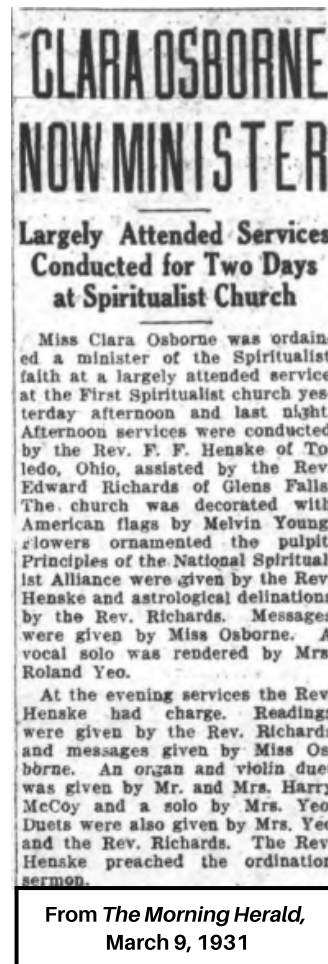 CLARA OSBORNE
NOW MINISTER
Largely Attended Services
Conducted for Two Days
at Spiritualist Church
Miss Clara Osborne was ordain-
ed a minister of the Spiritualist
faith at a largely attended service
at the First Spiritualist church yes-
terday afternoon and last night.
Afternoon services were conducted
by the Rev. F. F. Henske of To-
ledo, Ohio, assisted by the Rev.
Edward Richards of Glens Falls.
The church was decorated with
American flags by Melvin Young.
Flowers ornamented the pulpit.
Principles of the National Spiritual-
ist Alliance were given by the Rev.
Henske and astrological delinations
by the Rev. Richards. Messages
were given by Miss Osborne. A
vocal solo was rendered by Mrs.
Roland Yeo.
At the evening services the Rev.
Henske had charge. Readings
were given by the Rev. Richards
and messages given by Miss Os-
borne. An organ and violin duet
was given by Mr. and Mrs. Harry
McCoy and a solo by Mrs. Yeo.
Duets were also given by Mrs. Yeo
and the Rev. Richards. The Rev.
Henske preached the ordination
sermon.
From The Morning Herald,
March 9, 1931